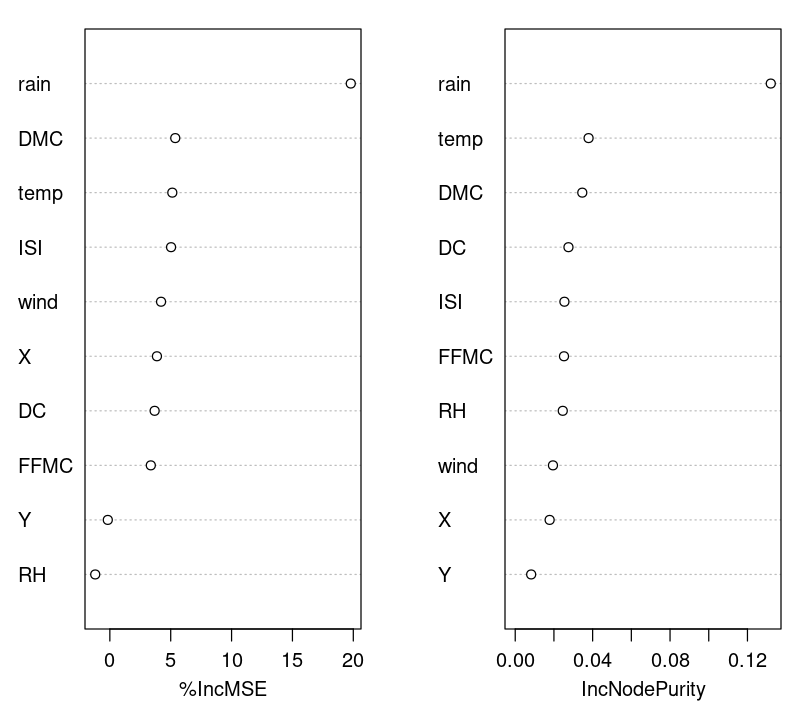 rain
DMC
temp
ISI
wind
X
DC
FFMC
Y
RH
0 5 10 15 20
%IncMSE
rain
temp
DMC
DC
ISI
FFMC
RH
wind
X
Y
0.00 0.04 0.08 0.12
IncNodePurity